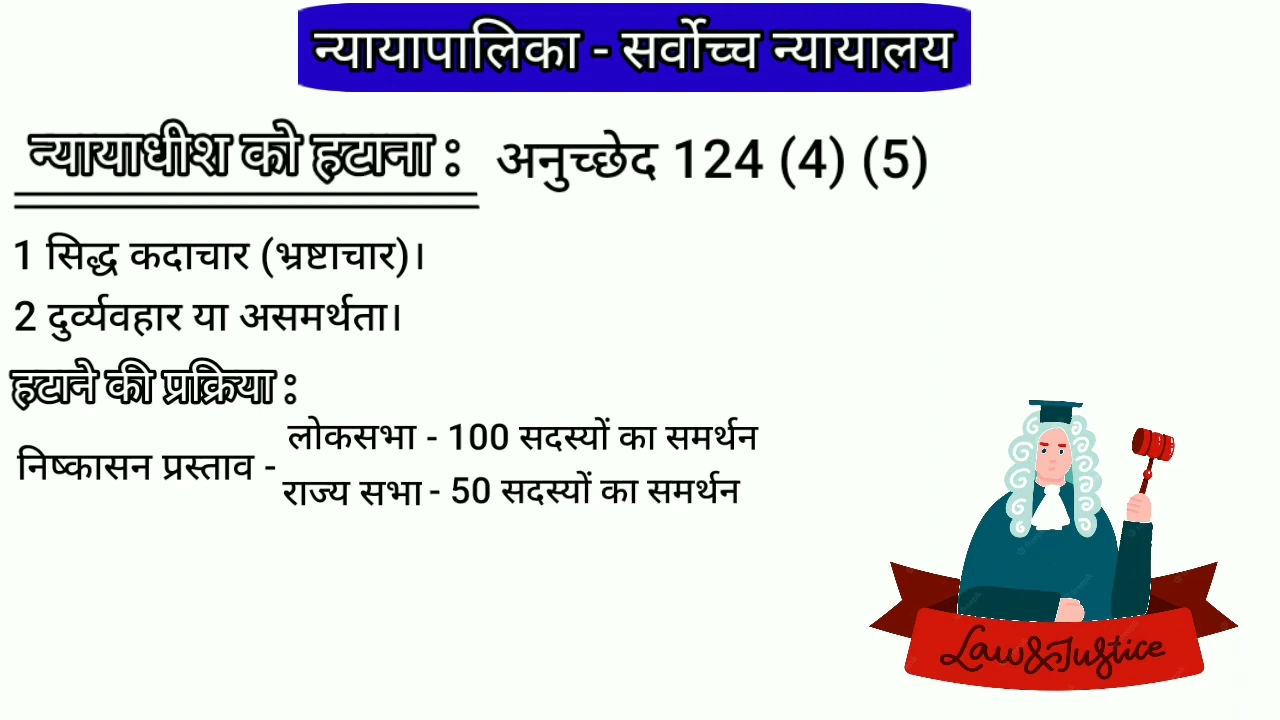 न्यायापालिका - सर्वोच्च न्यायालय
न्यायाधीश को हटाना : अनुच्छेद 124 (4) (5)
1 सिद्ध कदाचार (भ्रष्टाचार)।
2 दुर्व्यवहार या असमर्थता।
हटाने की प्रक्रिया :
निष्कासन प्रस्ताव -
लोकसभा - 100 सदस्यों का समर्थन
राज्य सभा - 50 सदस्यों का समर्थन
Law&Justice